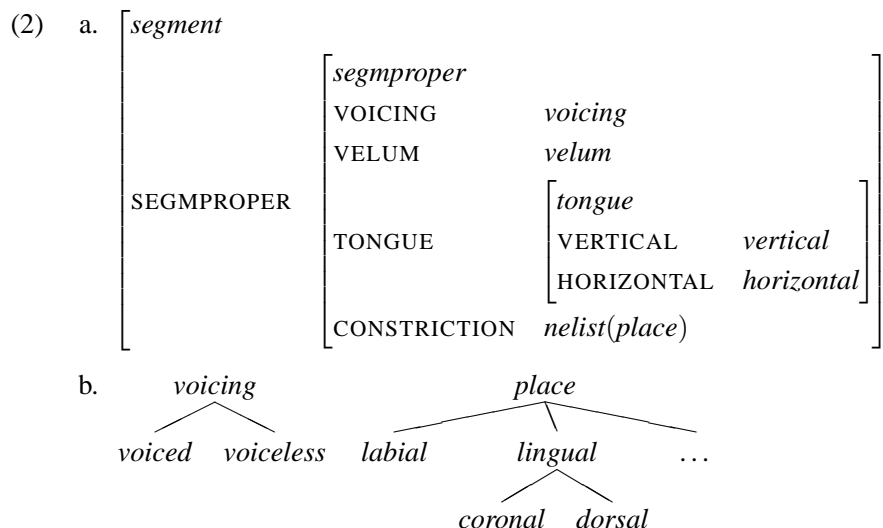 (2) a. segment
segmproper
VOICING voicing
VELUM velum
SEGMPROPER
tongue
TONGUE VERTICAL vertical
HORIZONTAL horizontal
CONSTRICTION nelist(place)
b. voicing place
voiced voiceless labial lingual ...
coronal dorsal